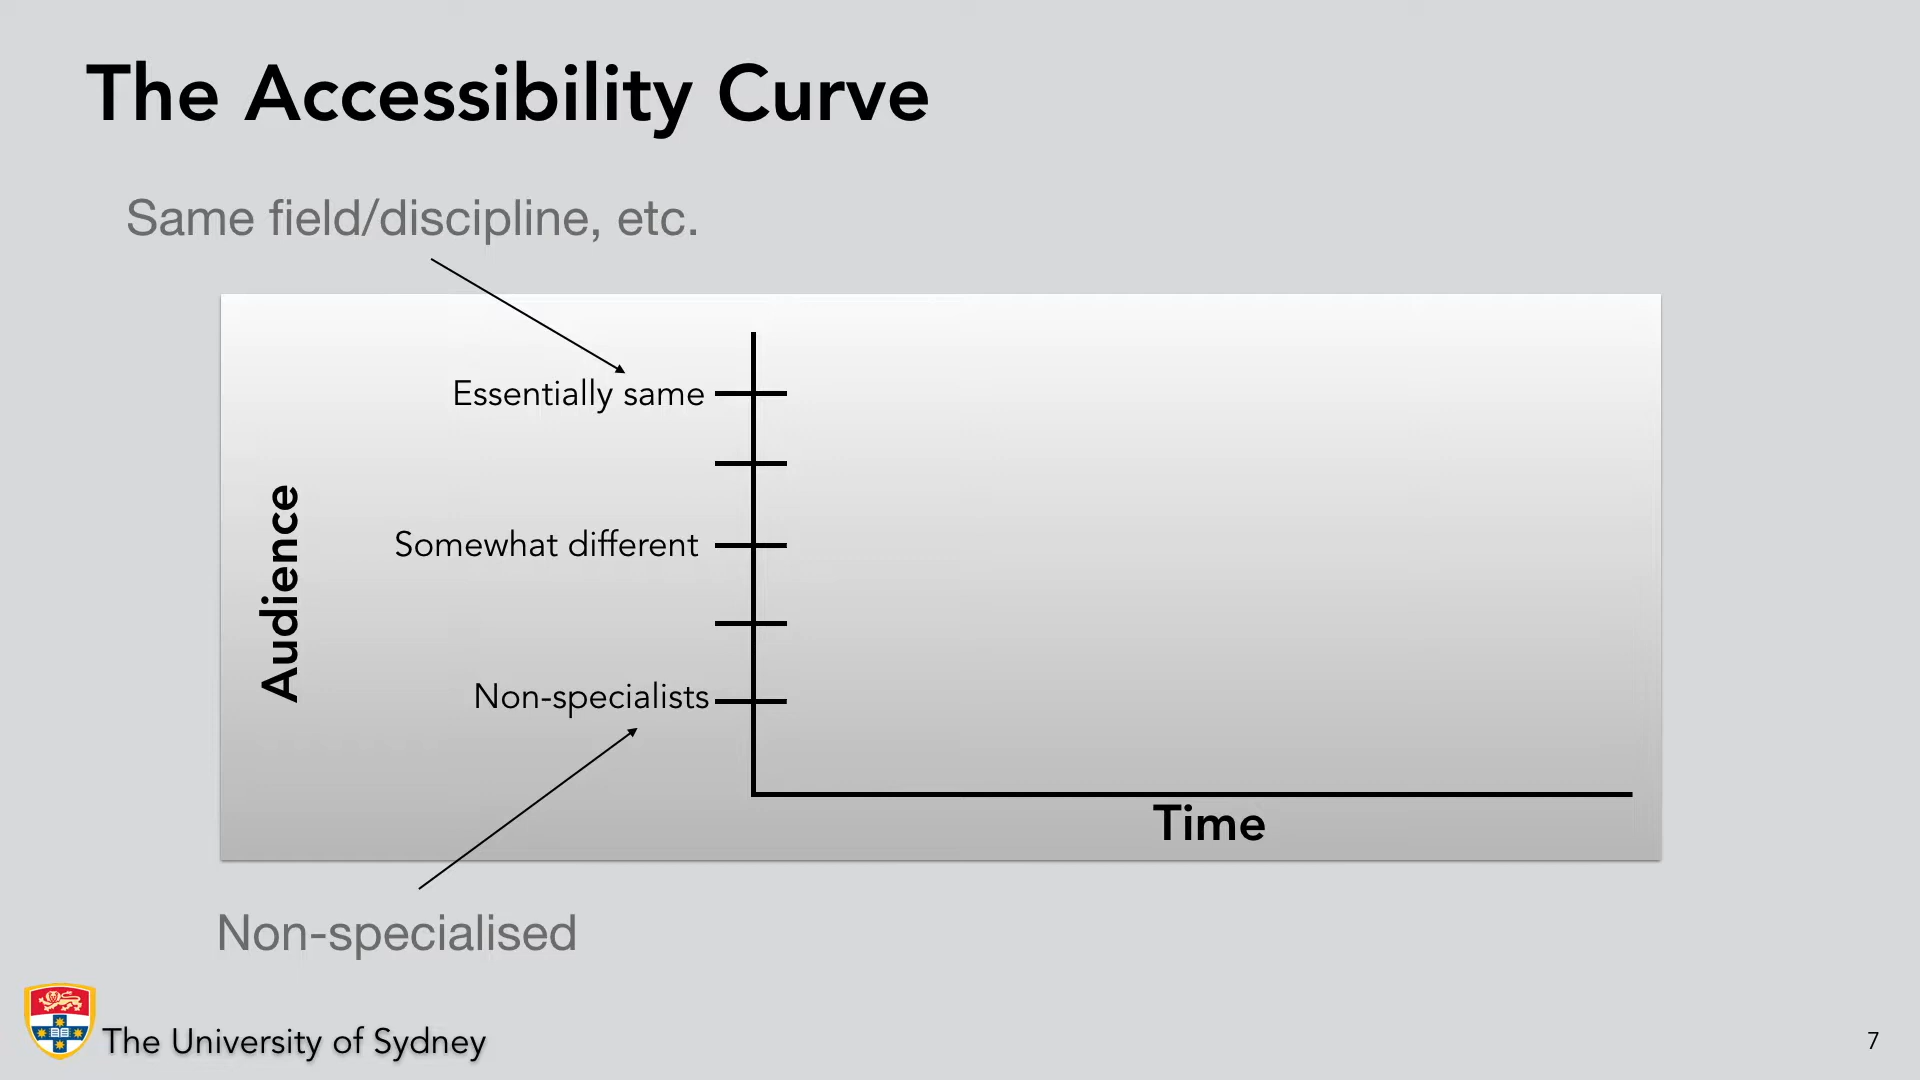 The Accessibility Curve
Same field/discipline, etc.
Essentially same
Somewhat different
Audience
Non-specialists
Time
Non-specialised
The University of Sydney
7